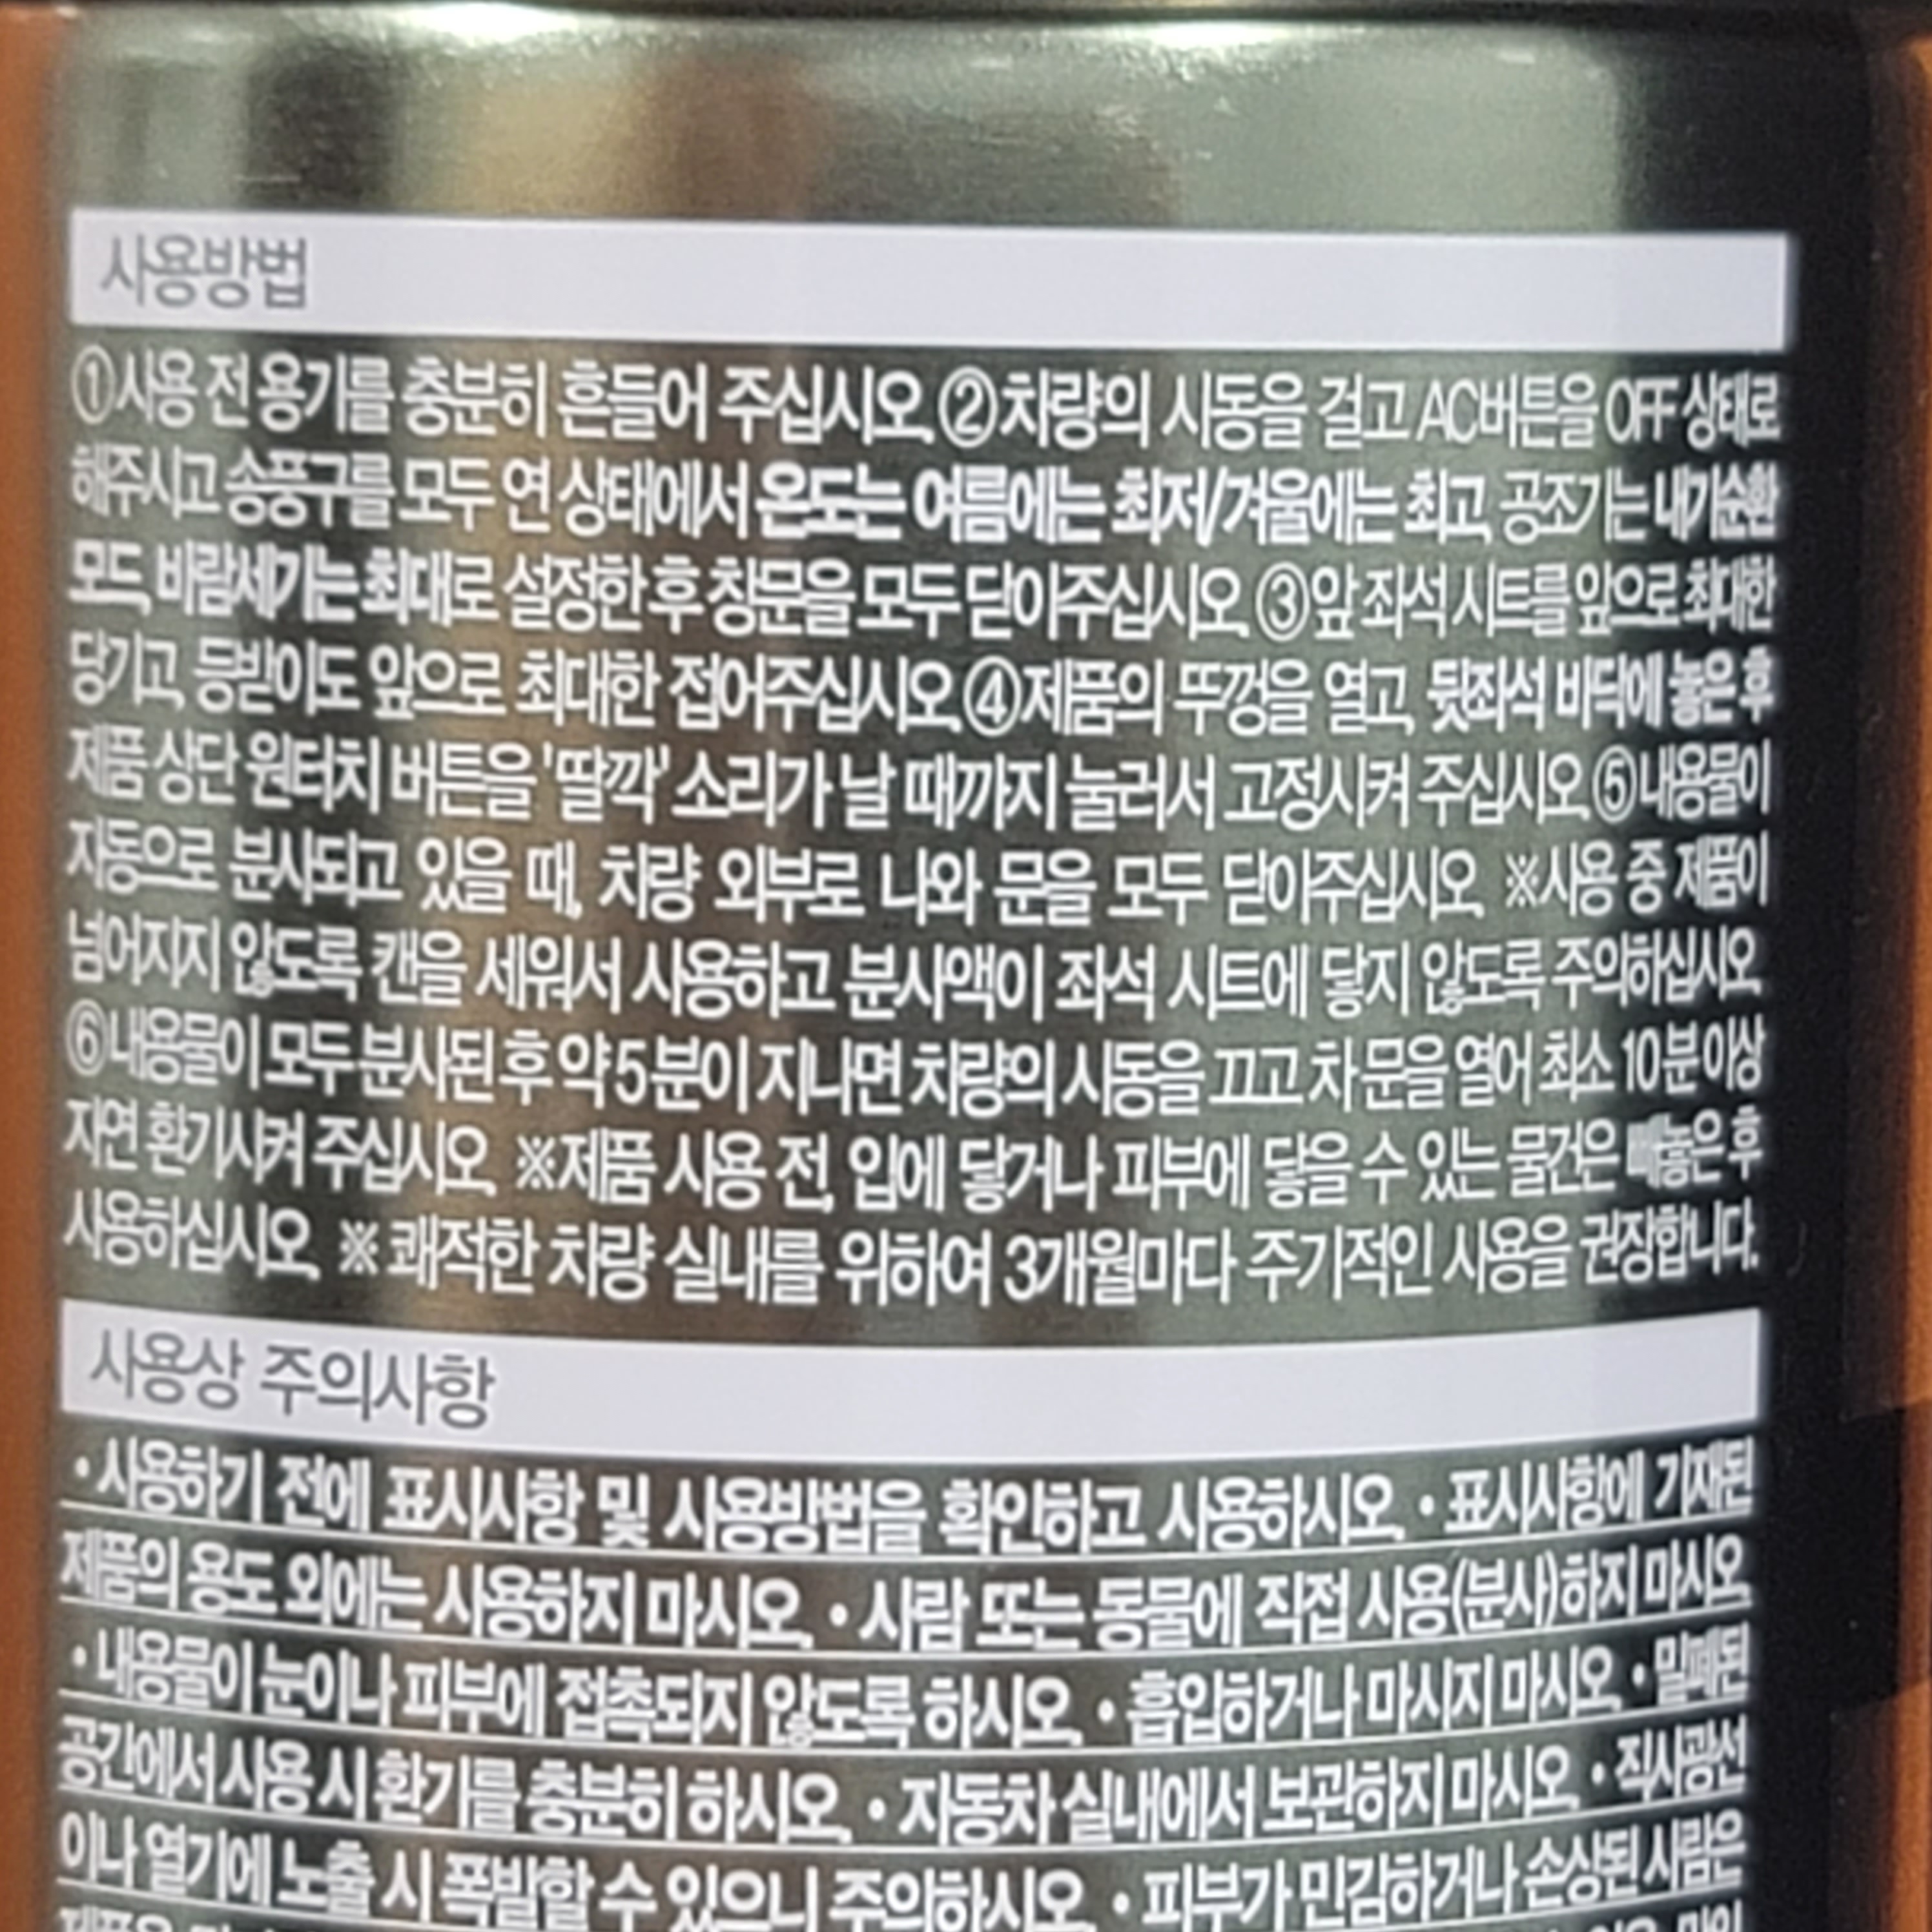 사용방법
①사용 전 용기를 충분히 흔들어 주십시오. ②차량의 시동을 걸고 AC버튼을 OFF 상태로
해주시고 송풍구를 모두 연 상태에서 온도는 여름에는 최저/겨울에는 최고, 공조기는 내기순환
모드, 바람세기는 최대로 설정한 후 창문을 모두 닫아주십시오. ③앞 좌석 시트를 앞으로 최대한
당기고, 등받이도 앞으로 최대한 접어주십시오. ④제품의 뚜껑을 열고, 뒷좌석 바닥에 놓은 후
제품 상단 원터치 버튼을 '딸깍' 소리가 날 때까지 눌러서 고정시켜 주십시오. ⑤내용물이
자동으로 분사되고 있을 때, 차량 외부로 나와 문을 모두 닫아주십시오. ※사용 중 제품이
넘어지지 않도록 캔을 세워서 사용하고 분사액이 좌석 시트에 닿지 않도록 주의하십시오.
⑥내용물이 모두 분사된 후 약 5분이 지나면 차량의 시동을 끄고 차 문을 열어 최소 10분 이상
자연 환기시켜 주십시오. ※제품 사용 전, 입에 닿거나 피부에 닿을 수 있는 물건은 빼놓은 후
사용하십시오. ※ 쾌적한 차량 실내를 위하여 3개월마다 주기적인 사용을 권장합니다.
사용상 주의사항
• 사용하기 전에 표시사항 및 사용방법을 확인하고 사용하시오. • 표시사항에 기재된
제품의 용도 외에는 사용하지 마시오. • 사람 또는 동물에 직접 사용(분사)하지 마시오.
• 내용물이 눈이나 피부에 접촉되지 않도록 하시오. • 흡입하거나 마시지 마시오. • 밀폐된
공간에서 사용 시 환기를 충분히 하시오. • 자동차 실내에서 보관하지 마시오. • 직사광선
이나 열기에 노출 시 폭발할 수 있으니 주의하시오. • 피부가 민감하거나 손상된 사람은